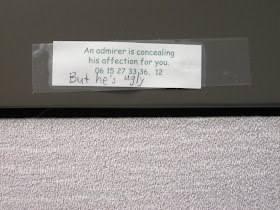 An admirer is concealing
his affection for you.
06 15 27 33 36, 12
But he's ugly